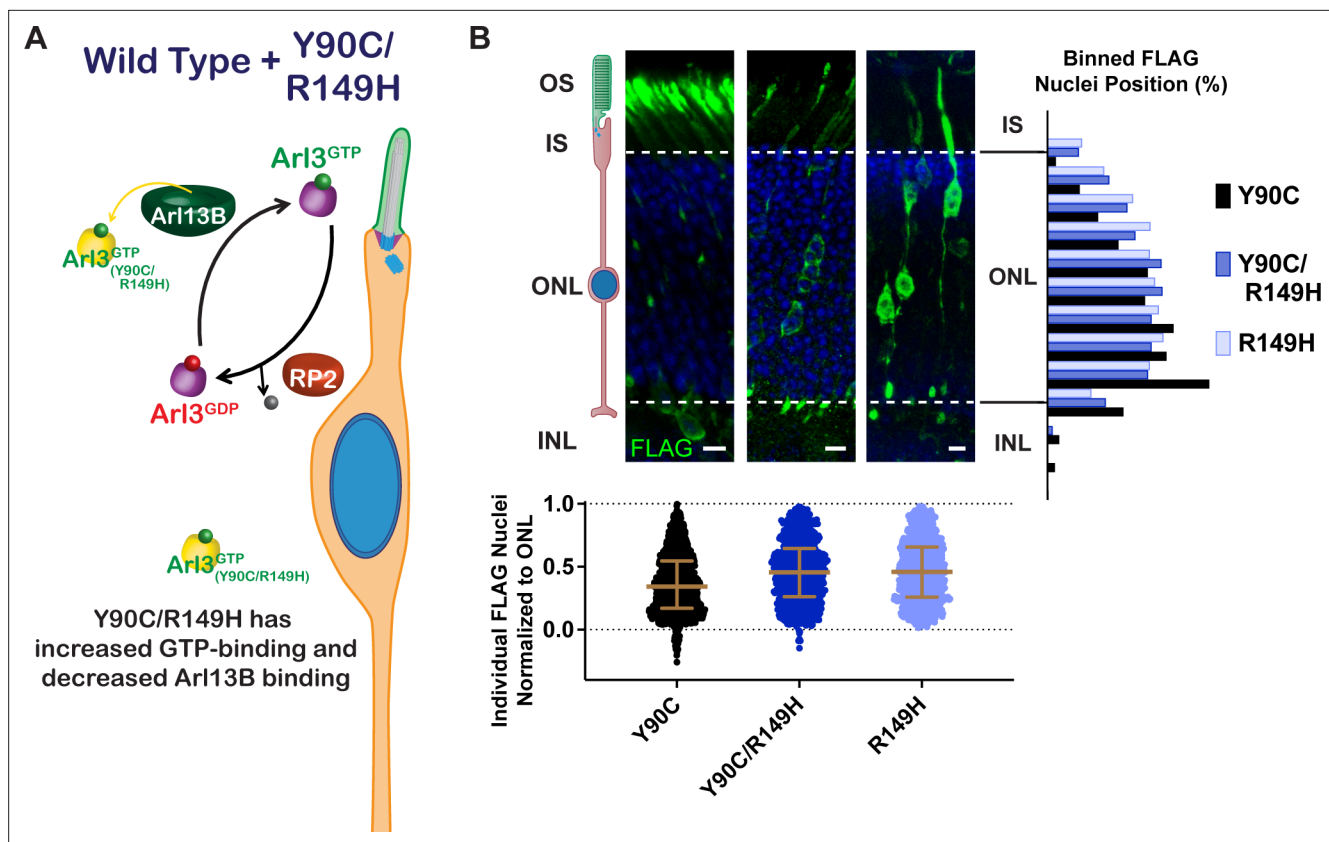 A
Wild Type + Y90C/
R149H
Arl3GTP
Arl13B
Arl3GTP
(Y90C/
R149H)
RP2
Arl3GDP
Arl3GTP
(Y90C/R149H)
Y90C/R149H has
increased GTP-binding and
decreased Arl13B binding
B
OS
IS
ONL
INL
FLAG
Binned FLAG
Nuclei Position (%)
IS
ONL
INL
Y90C
Y90C/
R149H
R149H
Individual FLAG Nuclei
Normalized to ONL
1.0
0.5
0.0
Y90C
Y90C/R149H
R149H